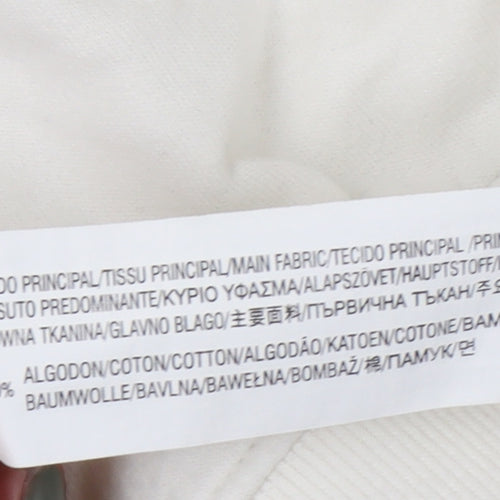 DO PRINCIPAL/TISSU PRINCIPAL/MAIN FABRIC/TECIDO PRINCIPAL /PRIN
SUTO PREDOMINANTE/ΚΥΡΙΟ ΥΦΑΣΜΑ/ALAPSZÖVET/HAUPTSTOFF/
WNA TKANINA/GLAVNO BLAGO/主要面料/ПЪРВИЧНА ТЪКАН/주요
% ALGODON/COTON/COTTON/ALGODÃO/KATOEN/COTONE/BAM
BAUMWOLLE/BAVLNA/BAWEŁNA/BOMBAŽ/棉/ПАМУК/면